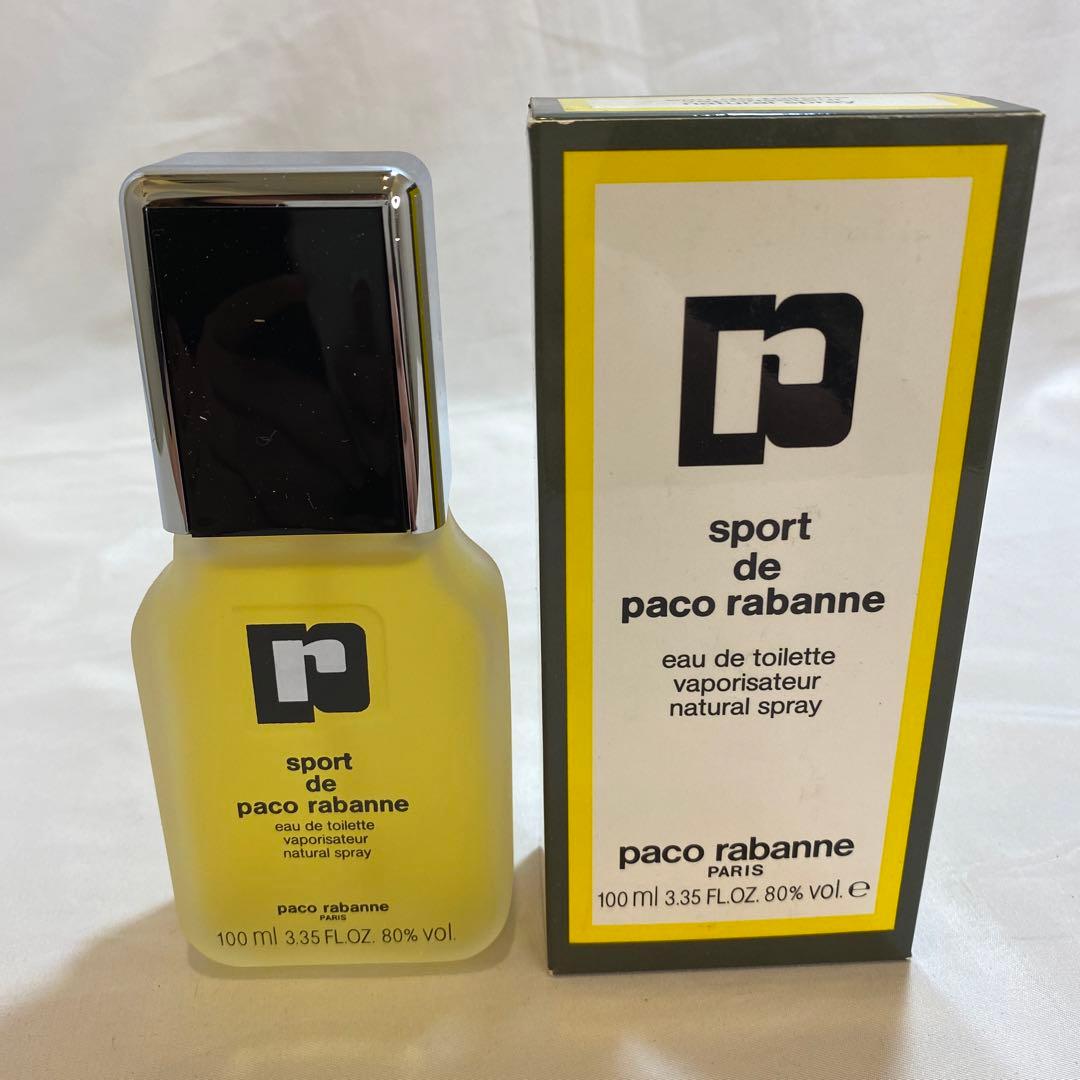 r
sport
de
paco rabanne
eau de toilette
vaporisateur
natural spray
paco rabanne
PARIS
100 ml 3.35 FL.OZ. 80% vol.
r
sport
de
paco rabanne
eau de toilette
vaporisateur
natural spray
paco rabanne
PARIS
100 ml 3.35 FL.OZ. 80% vol. ℮